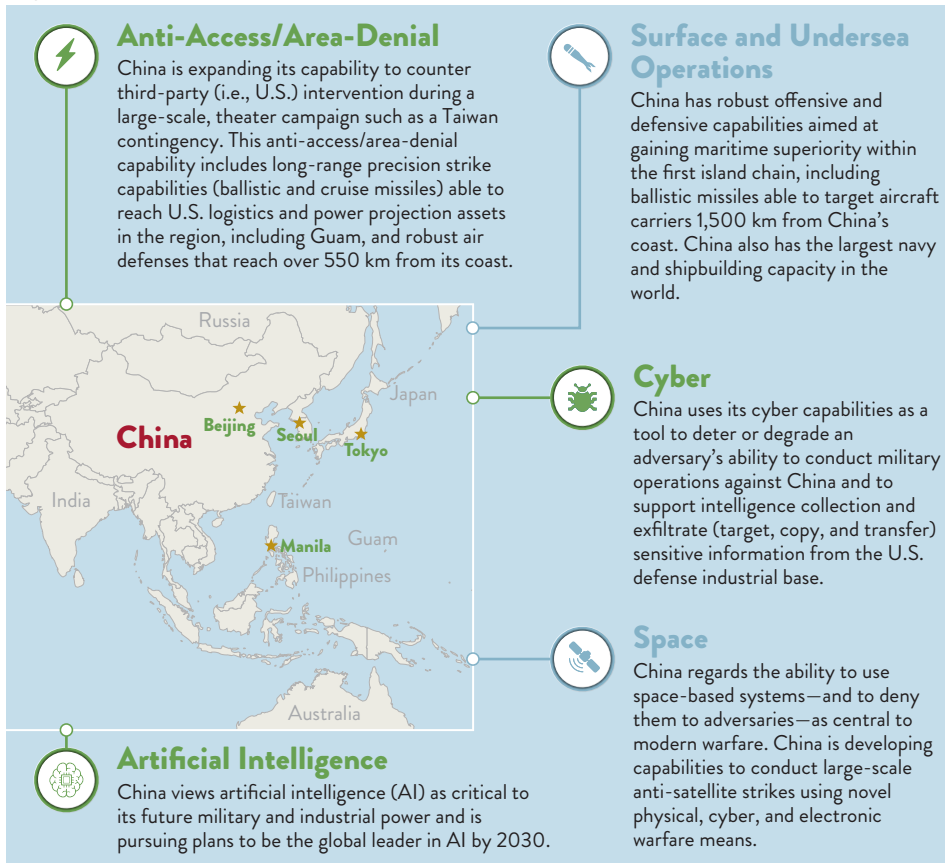 Anti-Access/Area-Denial
China is expanding its capability to counter
third-party (i.e., U.S.) intervention during a
large-scale, theater campaign such as a Taiwan
contingency. This anti-access/area-denial
capability includes long-range precision strike
capabilities (ballistic and cruise missiles) able to
reach U.S. logistics and power projection assets
in the region, including Guam, and robust air
defenses that reach over 550 km from its coast.
Surface and Undersea
Operations
China has robust offensive and
defensive capabilities aimed at
gaining maritime superiority within
the first island chain, including
ballistic missiles able to target aircraft
carriers 1,500 km from China’s
coast. China also has the largest navy
and shipbuilding capacity in the
world.
Russia
Japan
Beijing
Seoul
Tokyo
China
India
Taiwan
Manila
Guam
Philippines
Australia
Cyber
China uses its cyber capabilities as a
tool to deter or degrade an
adversary’s ability to conduct military
operations against China and to
support intelligence collection and
exfiltrate (target, copy, and transfer)
sensitive information from the U.S.
defense industrial base.
Space
China regards the ability to use
space-based systems—and to deny
them to adversaries—as central to
modern warfare. China is developing
capabilities to conduct large-scale
anti-satellite strikes using novel
physical, cyber, and electronic
warfare means.
Artificial Intelligence
China views artificial intelligence (AI) as critical to
its future military and industrial power and is
pursuing plans to be the global leader in AI by 2030.